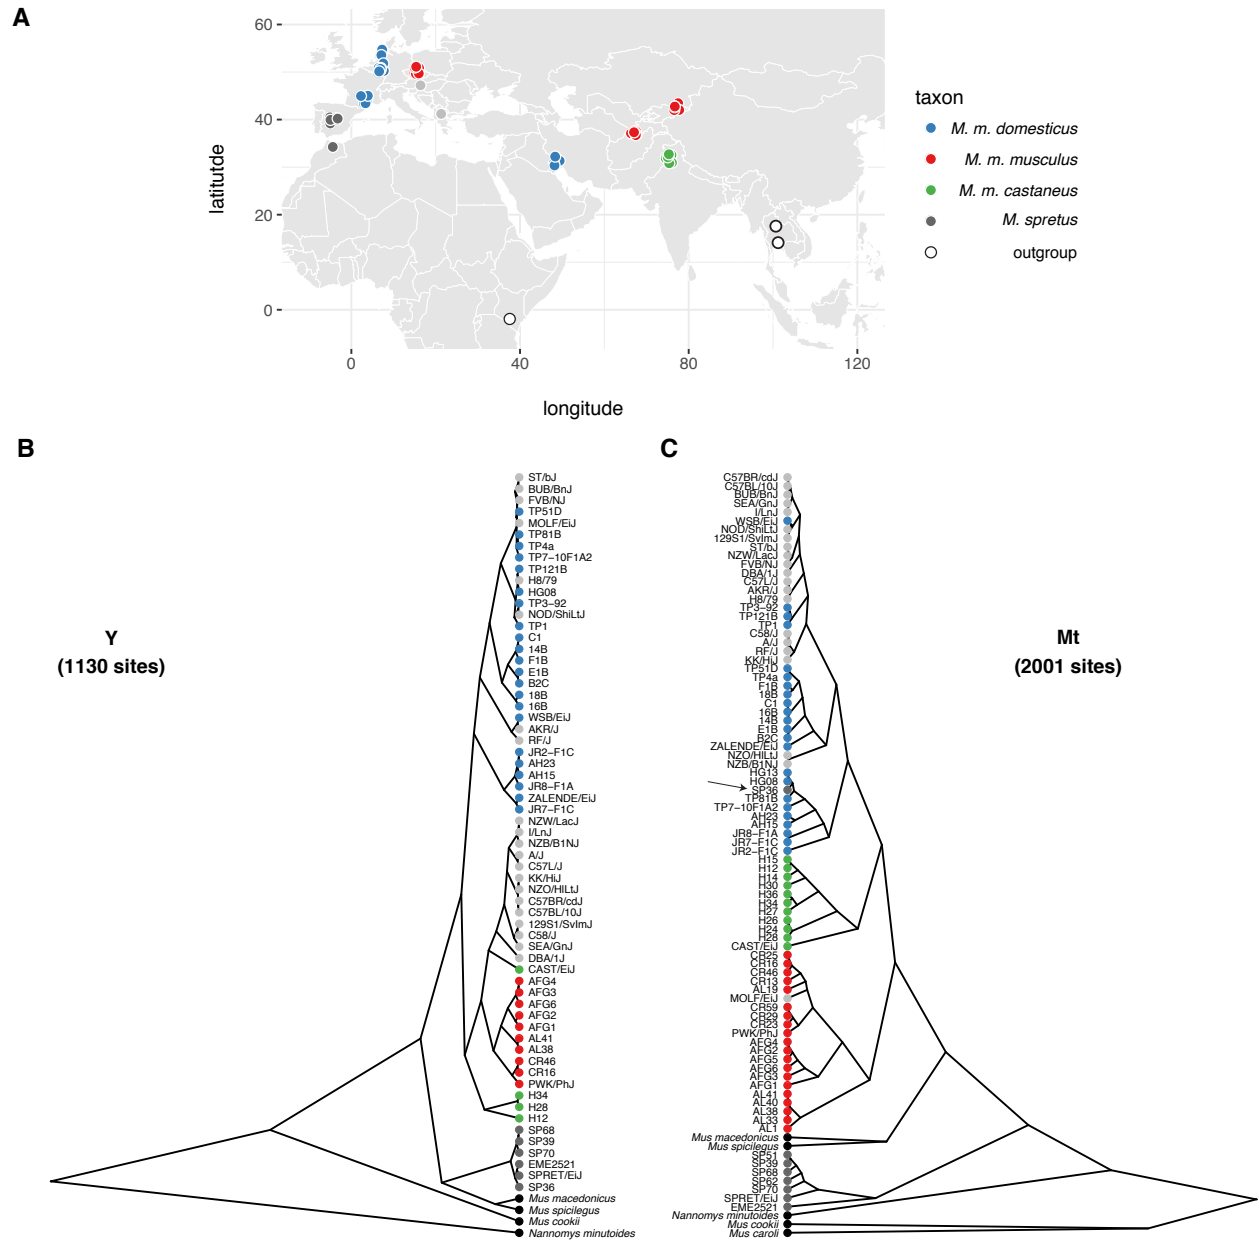 A
60
40
20
0
latitude
0
40
80
120
longitude
taxon
M. m. domesticus
M. m. musculus
M. m. castaneus
M. spretus
outgroup
B
Y
(1130 sites)
ST/bJ
BUB/BnJ
FVB/NJ
TP51D
MOLF/EiJ
TP81B
TP4a
TP7−10F1A2
TP121B
H8/79
HG08
TP3−92
NOD/ShiLtJ
TP1
C1
14B
F1B
E1B
B2C
18B
16B
WSB/EiJ
AKR/J
RF/J
JR2−F1C
AH23
AH15
JR8−F1A
ZALENDE/EiJ
JR7−F1C
NZW/LacJ
I/LnJ
NZB/B1NJ
A/J
C57L/J
KK/HiJ
NZO/HILtJ
C57BR/cdJ
C57BL/10J
129S1/SvImJ
C58/J
SEA/GnJ
DBA/1J
CAST/EiJ
AFG4
AFG3
AFG6
AFG2
AFG1
AL41
AL38
CR46
CR16
PWK/PhJ
H34
H28
H12
SP68
SP39
SP70
EME2521
SPRET/EiJ
SP36
Mus macedonicus
Mus spicilegus
Mus cookii
Nannomys minutoides
C
Mt
(2001 sites)
C57BR/cdJ
C57BL/10J
BUB/BnJ
SEA/GnJ
I/LnJ
WSB/EiJ
NOD/ShiLtJ
129S1/SvImJ
ST/bJ
NZW/LacJ
FVB/NJ
DBA/1J
C57L/J
AKR/J
H8/79
TP3−92
TP121B
TP1
C58/J
A/J
RF/J
KK/HiJ
TP51D
TP4a
F1B
18B
C1
16B
14B
E1B
B2C
ZALENDE/EiJ
NZO/HILtJ
NZB/B1NJ
HG13
HG08
SP36
TP81B
TP7−10F1A2
AH23
AH15
JR8−F1A
JR7−F1C
JR2−F1C
H15
H12
H14
H30
H36
H34
H27
H26
H24
H28
CAST/EiJ
CR25
CR16
CR46
CR13
AL19
MOLF/EiJ
CR59
CR29
CR23
PWK/PhJ
AFG4
AFG2
AFG5
AFG6
AFG3
AFG1
AL41
AL40
AL38
AL33
AL1
Mus macedonicus
Mus spicilegus
SP51
SP39
SP68
SP62
SP70
SPRET/EiJ
EME2521
Nannomys minutoides
Mus cookii
Mus caroli